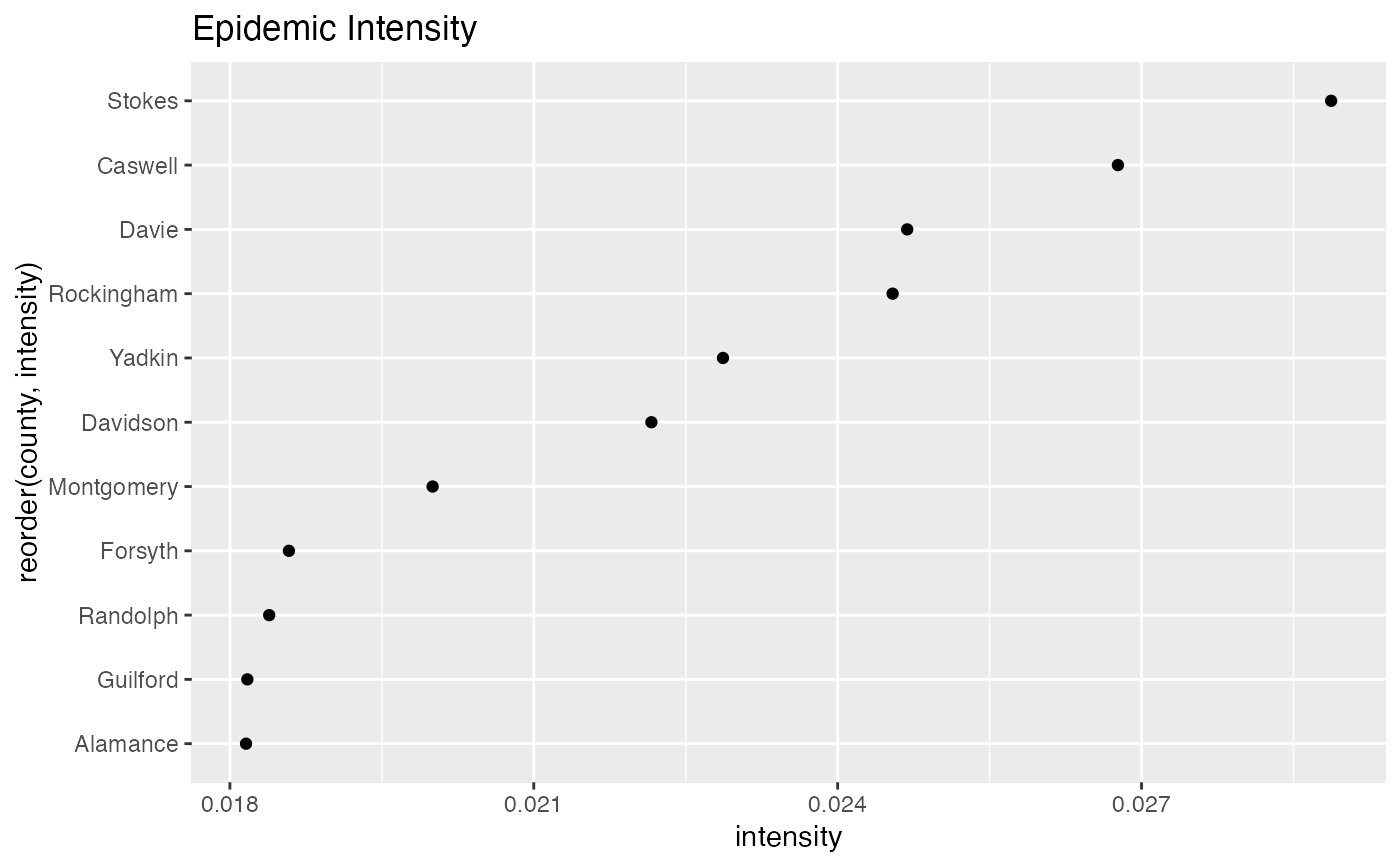 Epidemic Intensity
reorder(county, intensity)
Stokes
Caswell
Davie
Rockingham
Yadkin
Davidson
Montgomery
Forsyth
Randolph
Guilford
Alamance
0.018 0.021 0.024 0.027
intensity